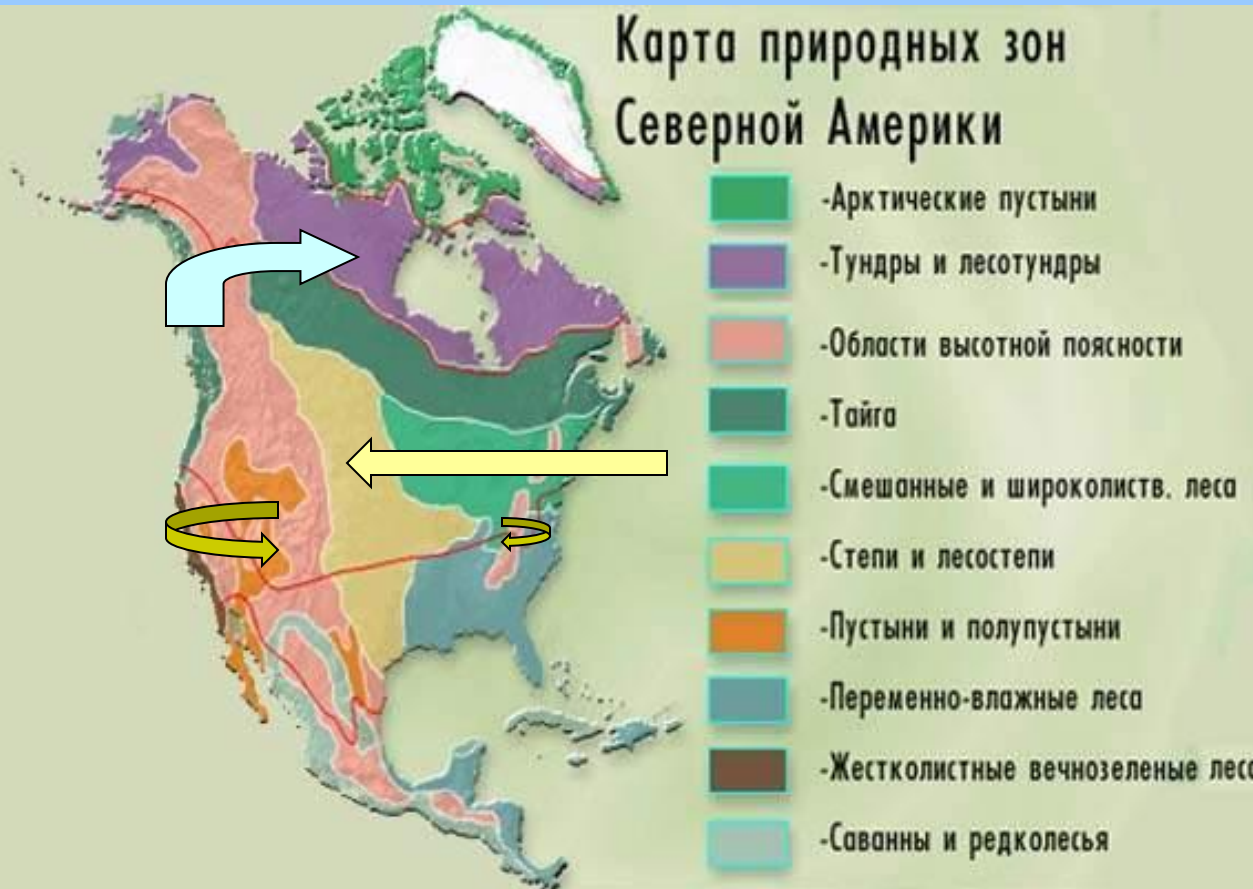 Карта природных зон
Северной Америки
-Арктические пустыни
-Тундры и лесотундры
-Области высотной поясности
-Тайга
-Смешанные и широколиств. леса
-Степи и лесостепи
-Пустыни и полупустыни
-Переменно-влажные леса
-Жестколистные вечнозеленые леса
-Саванны и редколесья